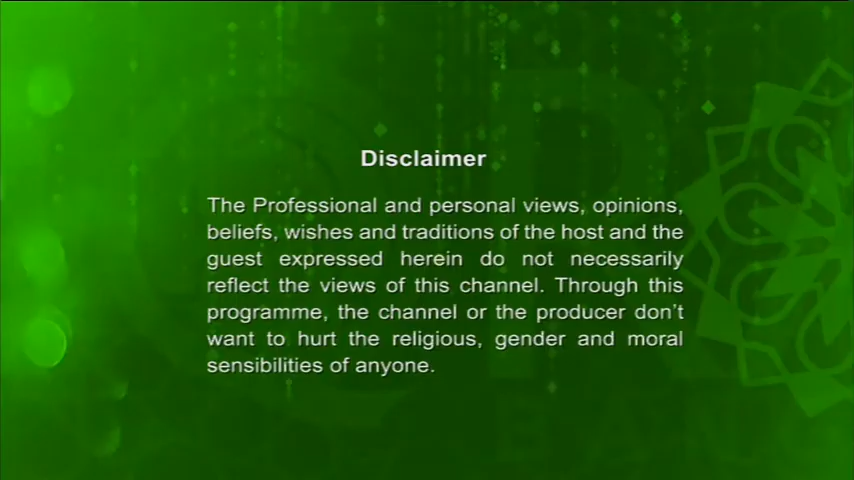 Disclaimer
The Professional and personal views, opinions,
beliefs, wishes and traditions of the host and the
guest expressed herein do not necessarily
reflect the views of this channel. Through this
programme, the channel or the producer don't
want to hurt the religious, gender and moral
sensibilities of anyone.